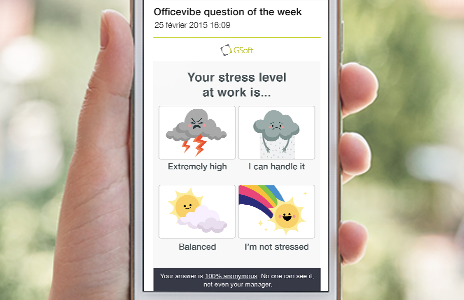 Officevibe question of the week
25 février 2015 16:09
GSoft
Your stress level
at work is...
Extremely high
I can handle it
Balanced
I'm not stressed
Your answer is 100% anonymous. No one can see it,
not even your manager.